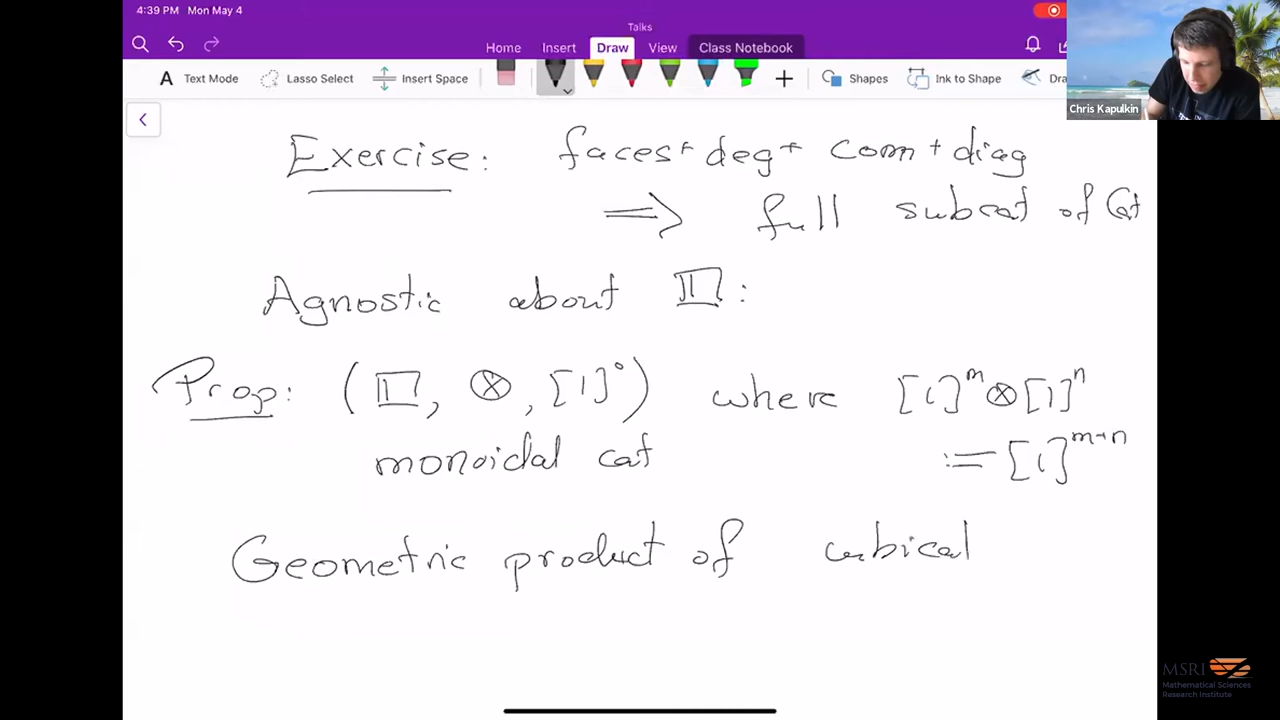 4:39 PM Mon May 4
Talks
Home Insert Draw View Class Notebook
Text Mode Lasso Select Insert Space Shapes Ink to Shape
Chris Kapulkin
Exercise: faces + deg + conn + diag
⟹ full subcat of Cat
Agnostic about □:
Prop: (□, ⊗, [1]⁰) where [1]^m ⊗ [1]^n
monoidal cat := [1]^{m+n}
Geometric product of cubical
MSRI
Mathematical Sciences
Research Institute